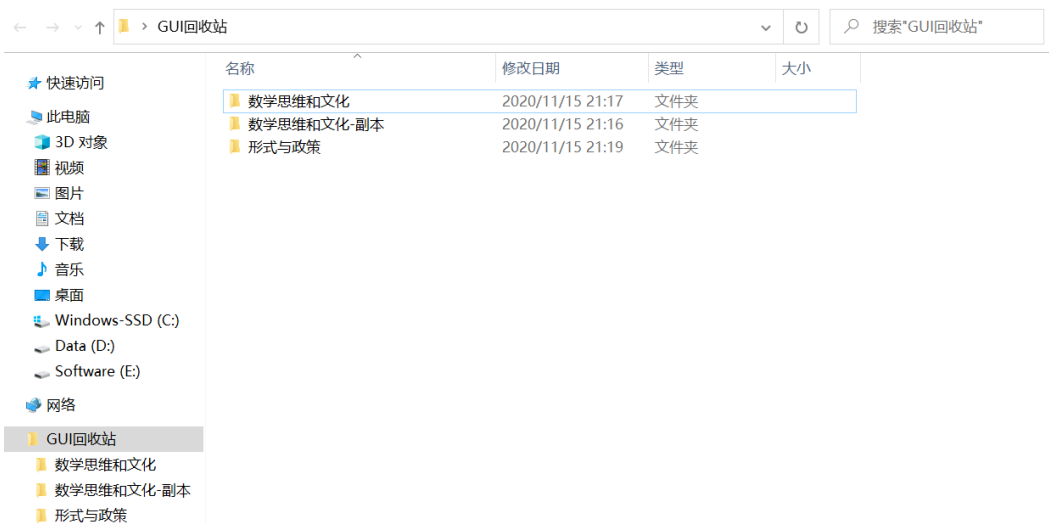 GUI回收站
搜索"GUI回收站"
快速访问
此电脑
3D 对象
视频
图片
文档
下载
音乐
桌面
Windows-SSD (C:)
Data (D:)
Software (E:)
网络
GUI回收站
数学思维和文化
数学思维和文化-副本
形式与政策
名称 修改日期 类型 大小
数学思维和文化 2020/11/15 21:17 文件夹
数学思维和文化-副本 2020/11/15 21:16 文件夹
形式与政策 2020/11/15 21:19 文件夹